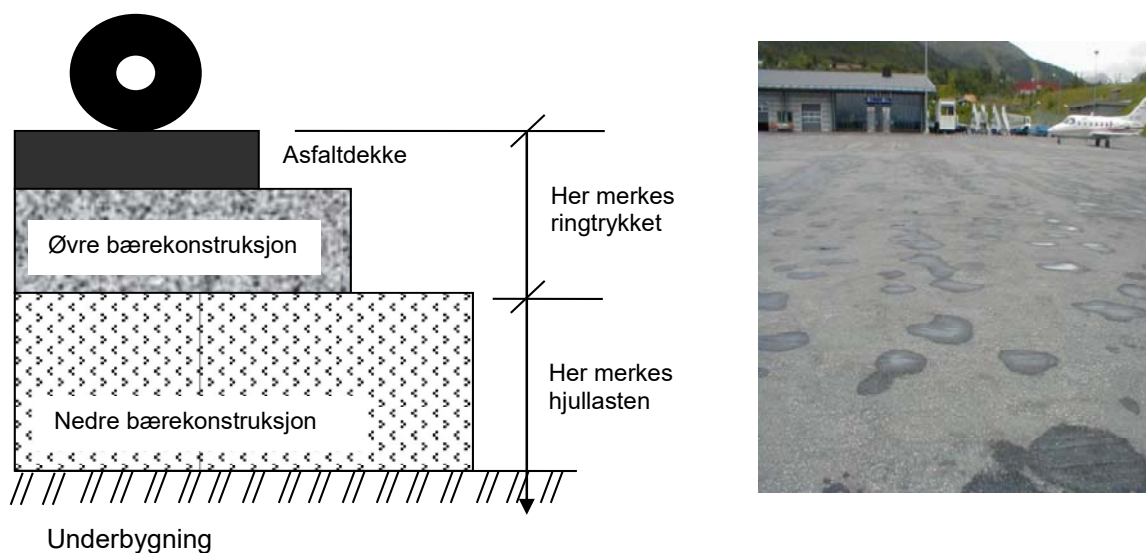 Asfaltdekke
Øvre bærekonstruksjon
Her merkes
ringtrykket
Nedre bærekonstruksjon
Her merkes
hjullasten
Underbygning